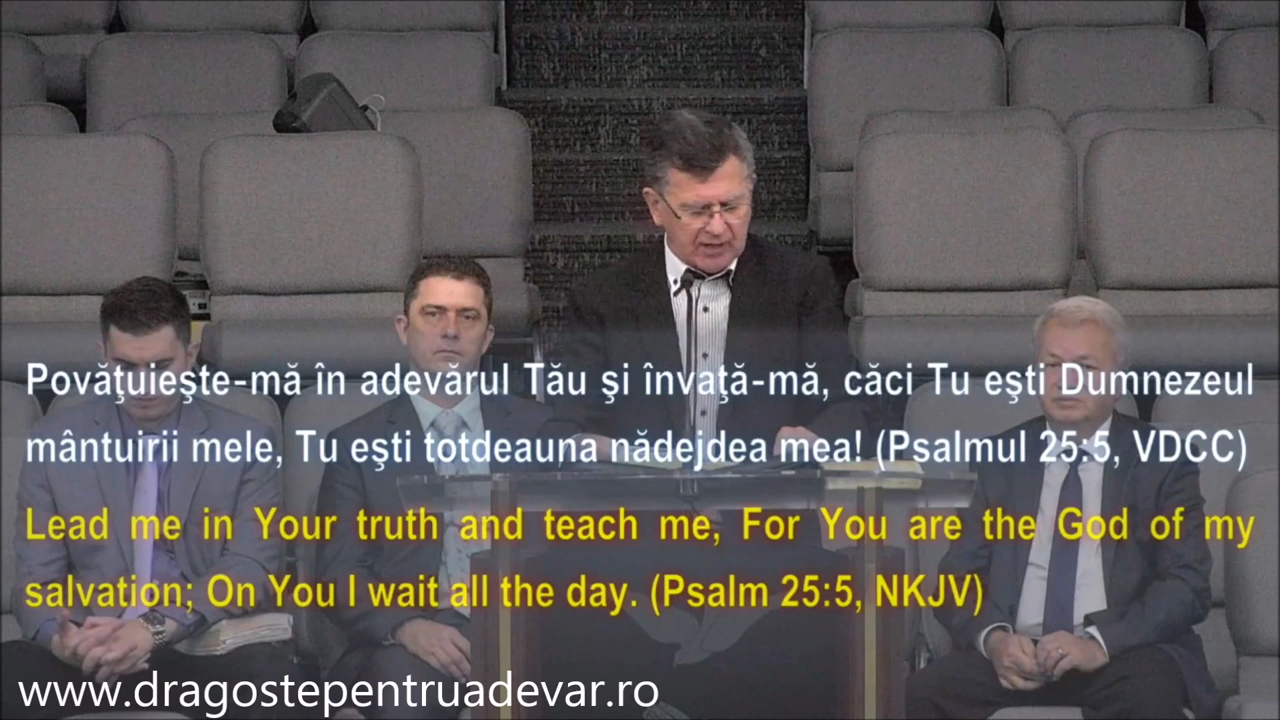 Povăţuieşte-mă în adevărul Tău şi învaţă-mă, căci Tu eşti Dumnezeul
mântuirii mele, Tu eşti totdeauna nădejdea mea! (Psalmul 25:5, VDCC)
Lead me in Your truth and teach me, For You are the God of my
salvation; On You I wait all the day. (Psalm 25:5, NKJV)
www.dragostepentruadevar.ro